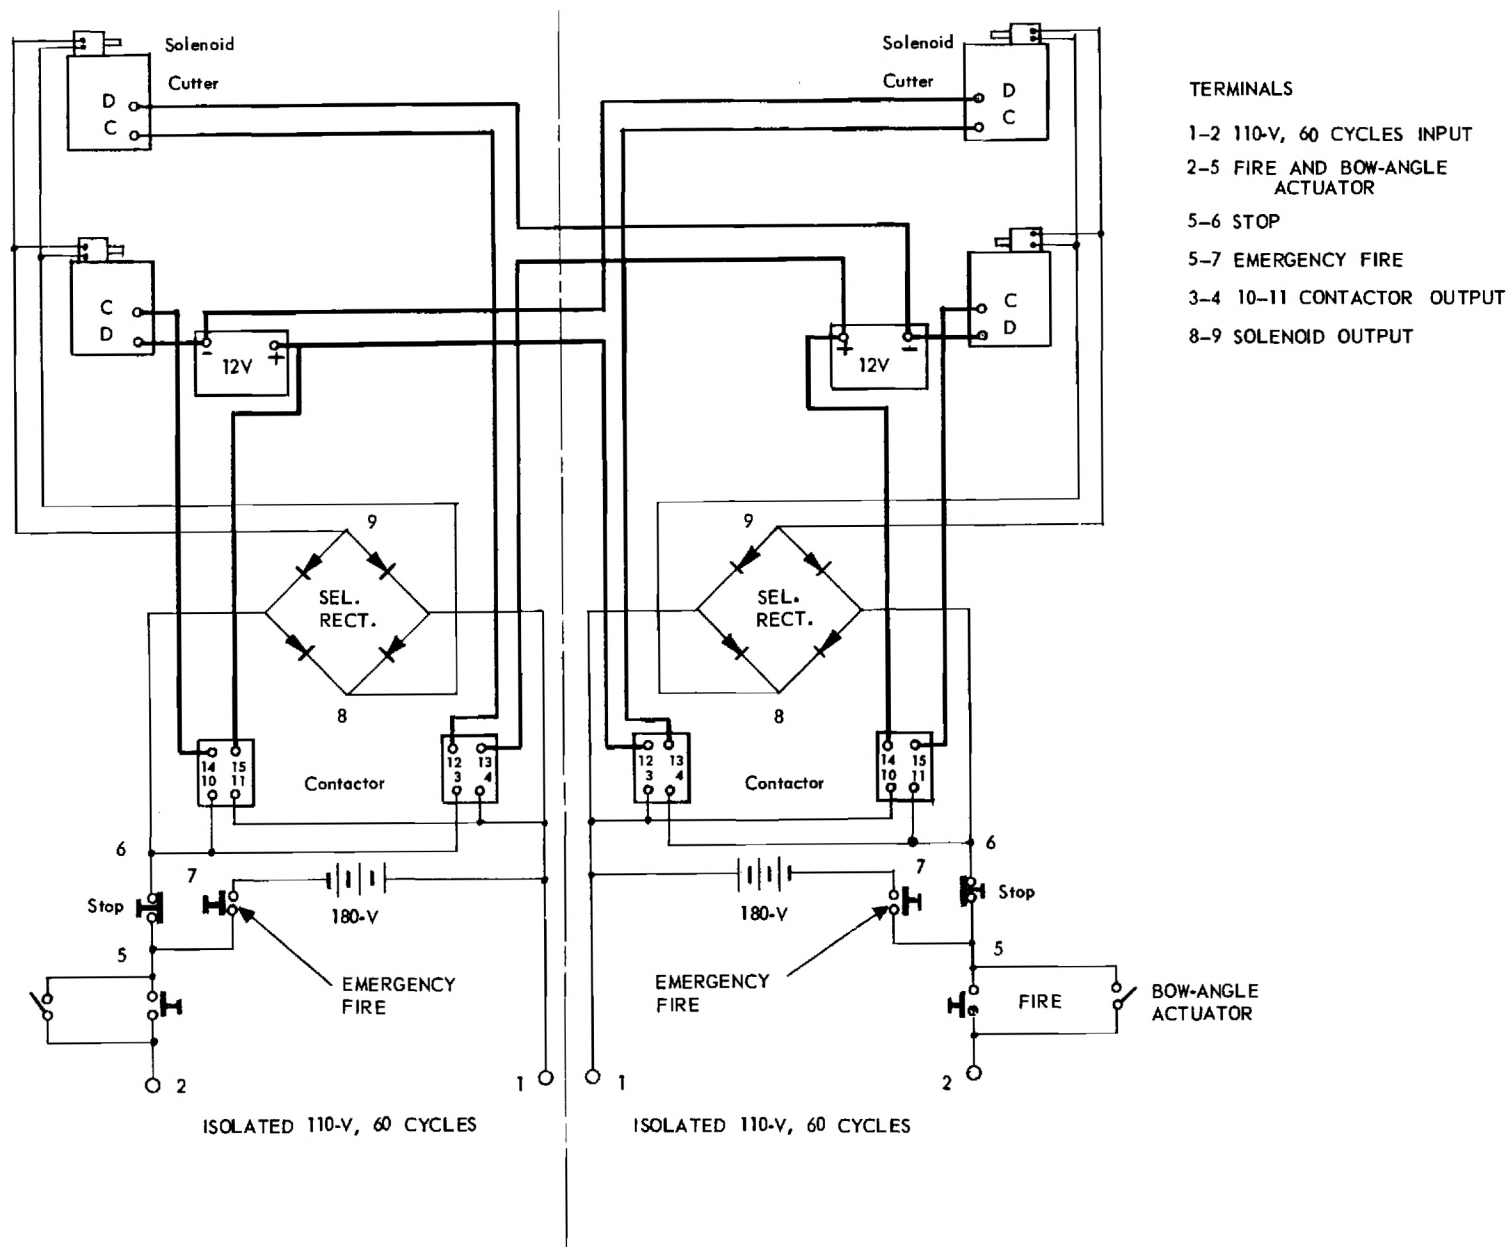 Solenoid
Cutter
D
C
C
D
-
+
12V
9
SEL.
RECT.
8
14 15
10 11
Contactor
12 13
3 4
6
7
Stop
180-V
5
EMERGENCY
FIRE
2
1
ISOLATED 110-V, 60 CYCLES
Solenoid
Cutter
D
C
C
D
+
-
12V
9
SEL.
RECT.
8
12 13
3 4
Contactor
14 15
10 11
6
7
Stop
180-V
5
EMERGENCY
FIRE
FIRE
BOW-ANGLE
ACTUATOR
1
2
ISOLATED 110-V, 60 CYCLES
TERMINALS
1-2 110-V, 60 CYCLES INPUT
2-5 FIRE AND BOW-ANGLE
ACTUATOR
5-6 STOP
5-7 EMERGENCY FIRE
3-4 10-11 CONTACTOR OUTPUT
8-9 SOLENOID OUTPUT